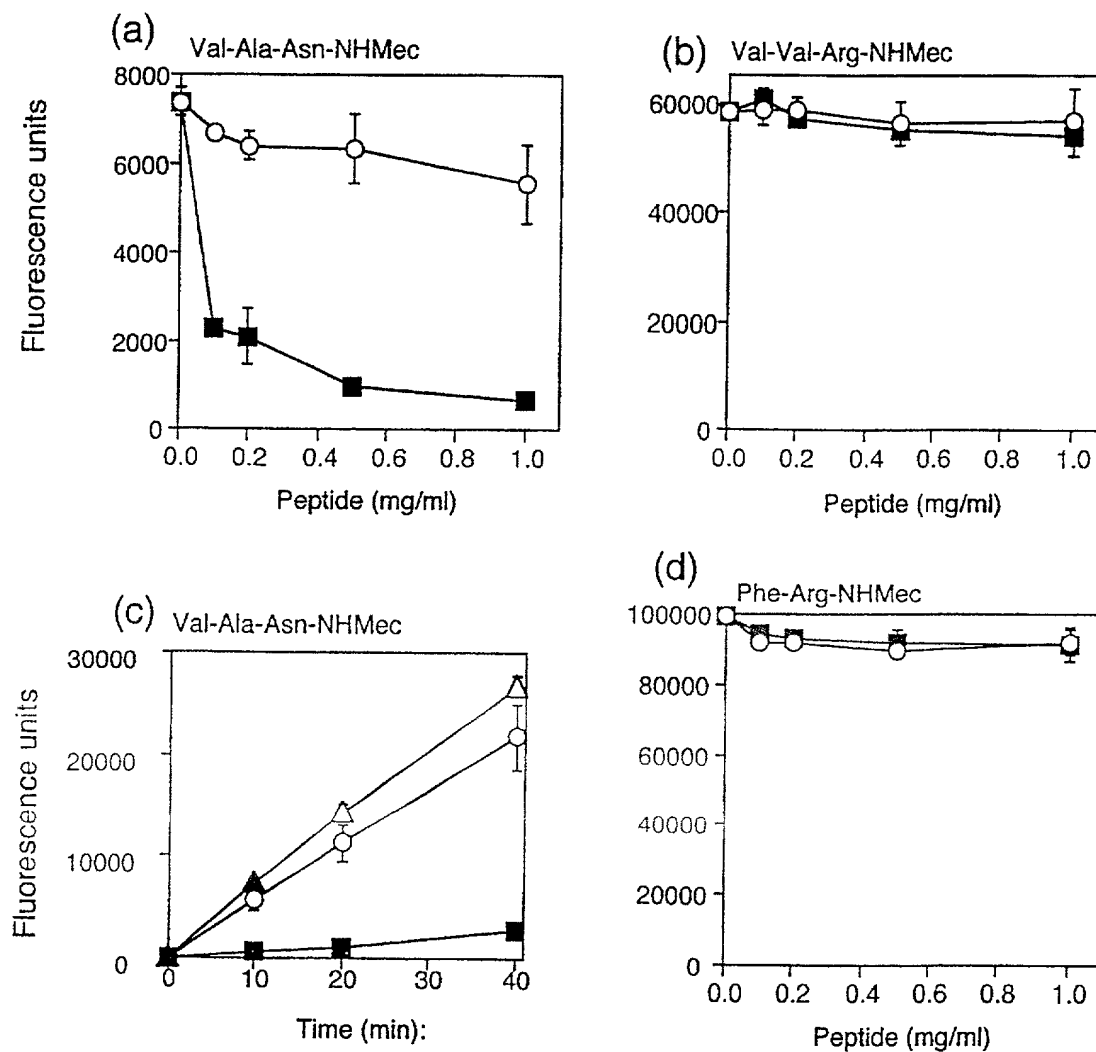 (a)
Val-Ala-Asn-NHMec
Fluorescence units
8000
6000
4000
2000
0
0.0 0.2 0.4 0.6 0.8 1.0
Peptide (mg/ml)
(b)
Val-Val-Arg-NHMec
60000
40000
20000
0
0.0 0.2 0.4 0.6 0.8 1.0
Peptide (mg/ml)
(c) Val-Ala-Asn-NHMec
Fluorescence units
30000
20000
10000
0
0 10 20 30 40
Time (min):
(d)
Phe-Arg-NHMec
100000
80000
60000
40000
20000
0
0.0 0.2 0.4 0.6 0.8 1.0
Peptide (mg/ml)